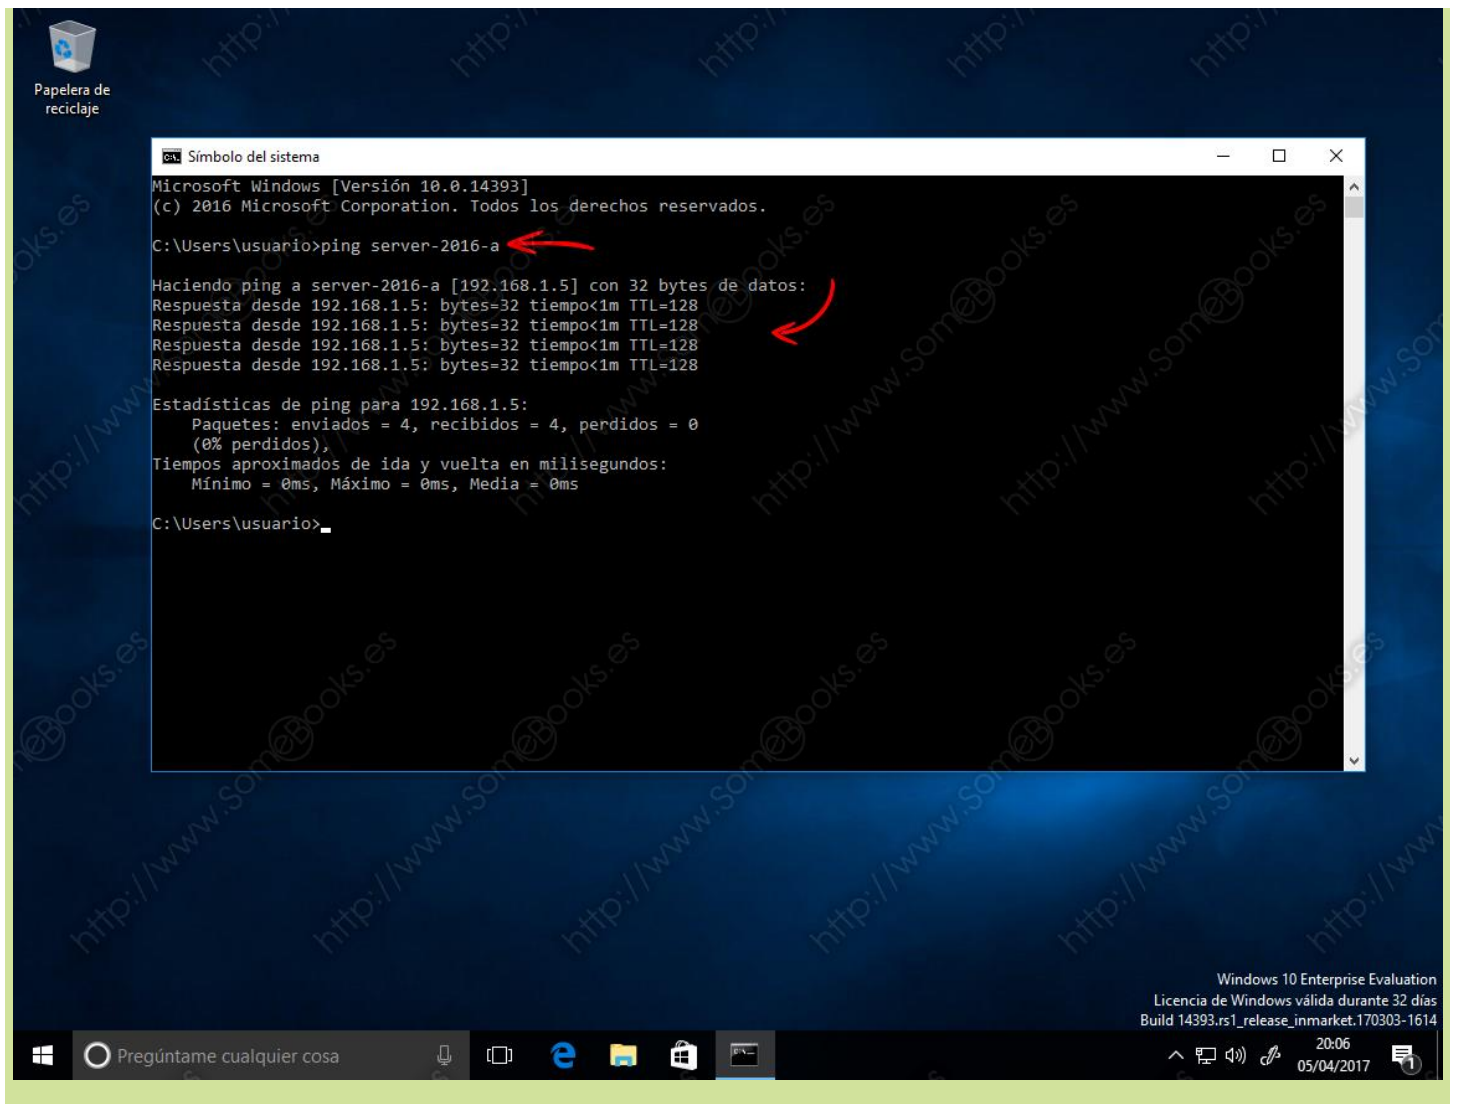 Papelera de
reciclaje
Símbolo del sistema
Microsoft Windows [Versión 10.0.14393]
(c) 2016 Microsoft Corporation. Todos los derechos reservados.
C:\Users\usuario>ping server-2016-a
Haciendo ping a server-2016-a [192.168.1.5] con 32 bytes de datos:
Respuesta desde 192.168.1.5: bytes=32 tiempo<1m TTL=128
Respuesta desde 192.168.1.5: bytes=32 tiempo<1m TTL=128
Respuesta desde 192.168.1.5: bytes=32 tiempo<1m TTL=128
Respuesta desde 192.168.1.5: bytes=32 tiempo<1m TTL=128
Estadísticas de ping para 192.168.1.5:
Paquetes: enviados = 4, recibidos = 4, perdidos = 0
(0% perdidos),
Tiempos aproximados de ida y vuelta en milisegundos:
Mínimo = 0ms, Máximo = 0ms, Media = 0ms
C:\Users\usuario>
http://www.SomeBooks.es
Windows 10 Enterprise Evaluation
Licencia de Windows válida durante 32 días
Build 14393.rs1_release_inmarket.170303-1614
Pregúntame cualquier cosa
20:06
05/04/2017
1